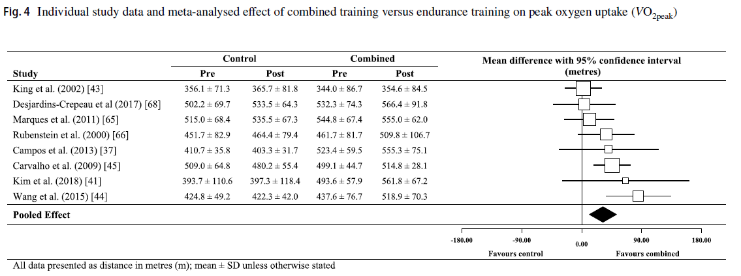 Fig. 4 Individual study data and meta-analysed effect of combined training versus endurance training on peak oxygen uptake (VO2peak)
Control Combined Mean difference with 95% confidence interval
(metres)
Study Pre Post Pre Post
King et al. (2002) [43] 356.1 ± 71.3 365.7 ± 81.8 344.0 ± 86.7 354.6 ± 84.5
Desjardins-Crepeau et al (2017) [68] 502.2 ± 69.7 533.5 ± 64.3 532.3 ± 74.3 566.4 ± 91.8
Marques et al. (2011) [65] 515.0 ± 68.4 535.5 ± 67.3 544.8 ± 67.4 555.0 ± 62.0
Rubenstein et al. (2000) [66] 451.7 ± 82.9 464.4 ± 79.4 461.7 ± 81.7 509.8 ± 106.7
Campos et al. (2013) [37] 410.7 ± 35.8 403.3 ± 31.7 523.4 ± 59.5 555.3 ± 75.1
Carvalho et al. (2009) [45] 509.0 ± 64.8 480.2 ± 55.4 499.1 ± 44.7 514.8 ± 28.1
Kim et al. (2018) [41] 393.7 ± 110.6 397.3 ± 118.4 493.6 ± 57.9 561.8 ± 67.2
Wang et al. (2015) [44] 424.8 ± 49.2 422.3 ± 42.0 437.6 ± 76.7 518.9 ± 70.3
Pooled Effect
-180.00 -90.00 0.00 90.00 180.00
Favours control Favours combined
All data presented as distance in metres (m); mean ± SD unless otherwise stated